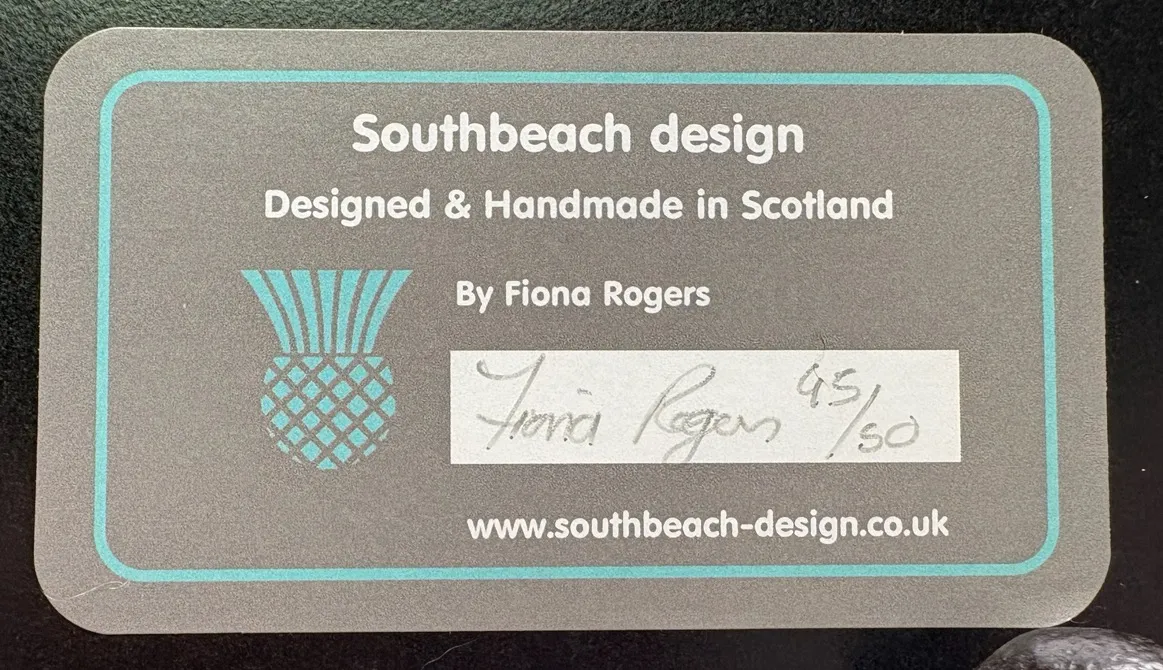 Southbeach design
Designed & Handmade in Scotland
By Fiona Rogers
Fiona Rogers 45/50
www.southbeach-design.co.uk